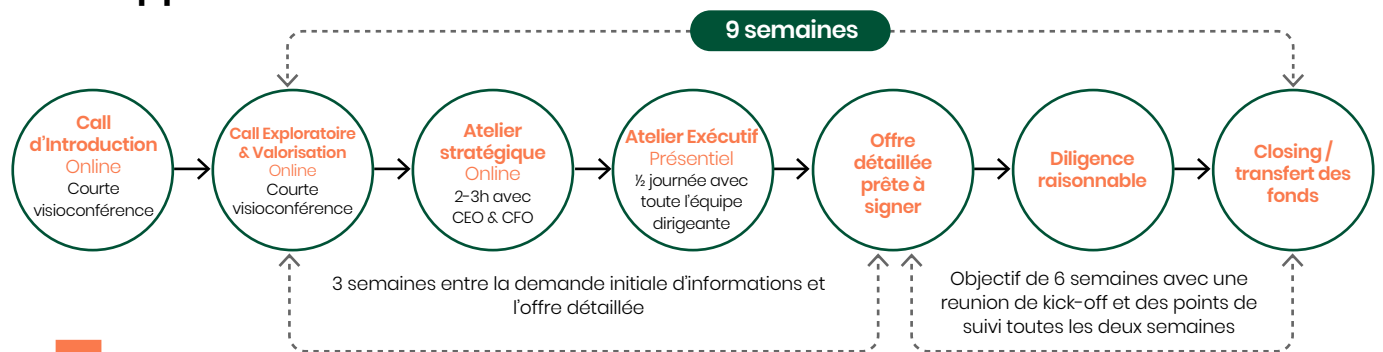 9 semaines
Call
d'Introduction
Online
Courte
visioconférence
Call Exploratoire
& Valorisation
Online
Courte
visioconférence
Atelier
stratégique
Online
2-3h avec
CEO & CFO
Atelier Exécutif
Présentiel
½ journée avec
toute l'équipe
dirigeante
Offre
détaillée
prête à
signer
Diligence
raisonnable
Closing /
transfert des
fonds
3 semaines entre la demande initiale d'informations et
l'offre détaillée
Objectif de 6 semaines avec une
reunion de kick-off et des points de
suivi toutes les deux semaines